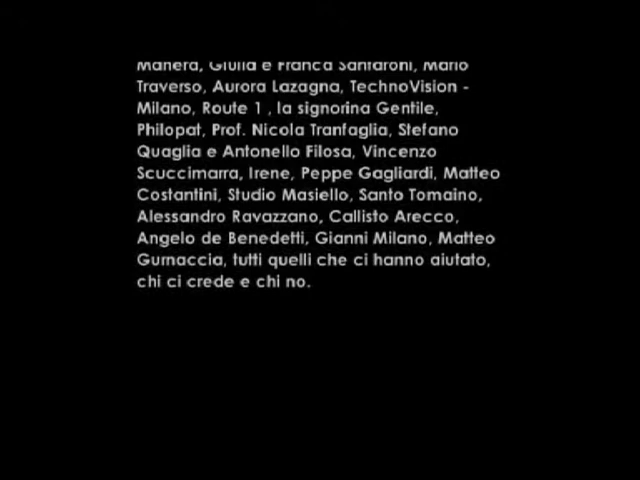 Manera, Giulia e Franca Santaroni, Mario
Traverso, Aurora Lazagna, TechnoVision -
Milano, Route 1 , la signorina Gentile,
Philopat, Prof. Nicola Tranfaglia, Stefano
Quaglia e Antonello Filosa, Vincenzo
Scuccimarra, Irene, Peppe Gagliardi, Matteo
Costantini, Studio Masiello, Santo Tomaino,
Alessandro Ravazzano, Callisto Arecco,
Angelo de Benedetti, Gianni Milano, Matteo
Gurnaccia, tutti quelli che ci hanno aiutato,
chi ci crede e chi no.